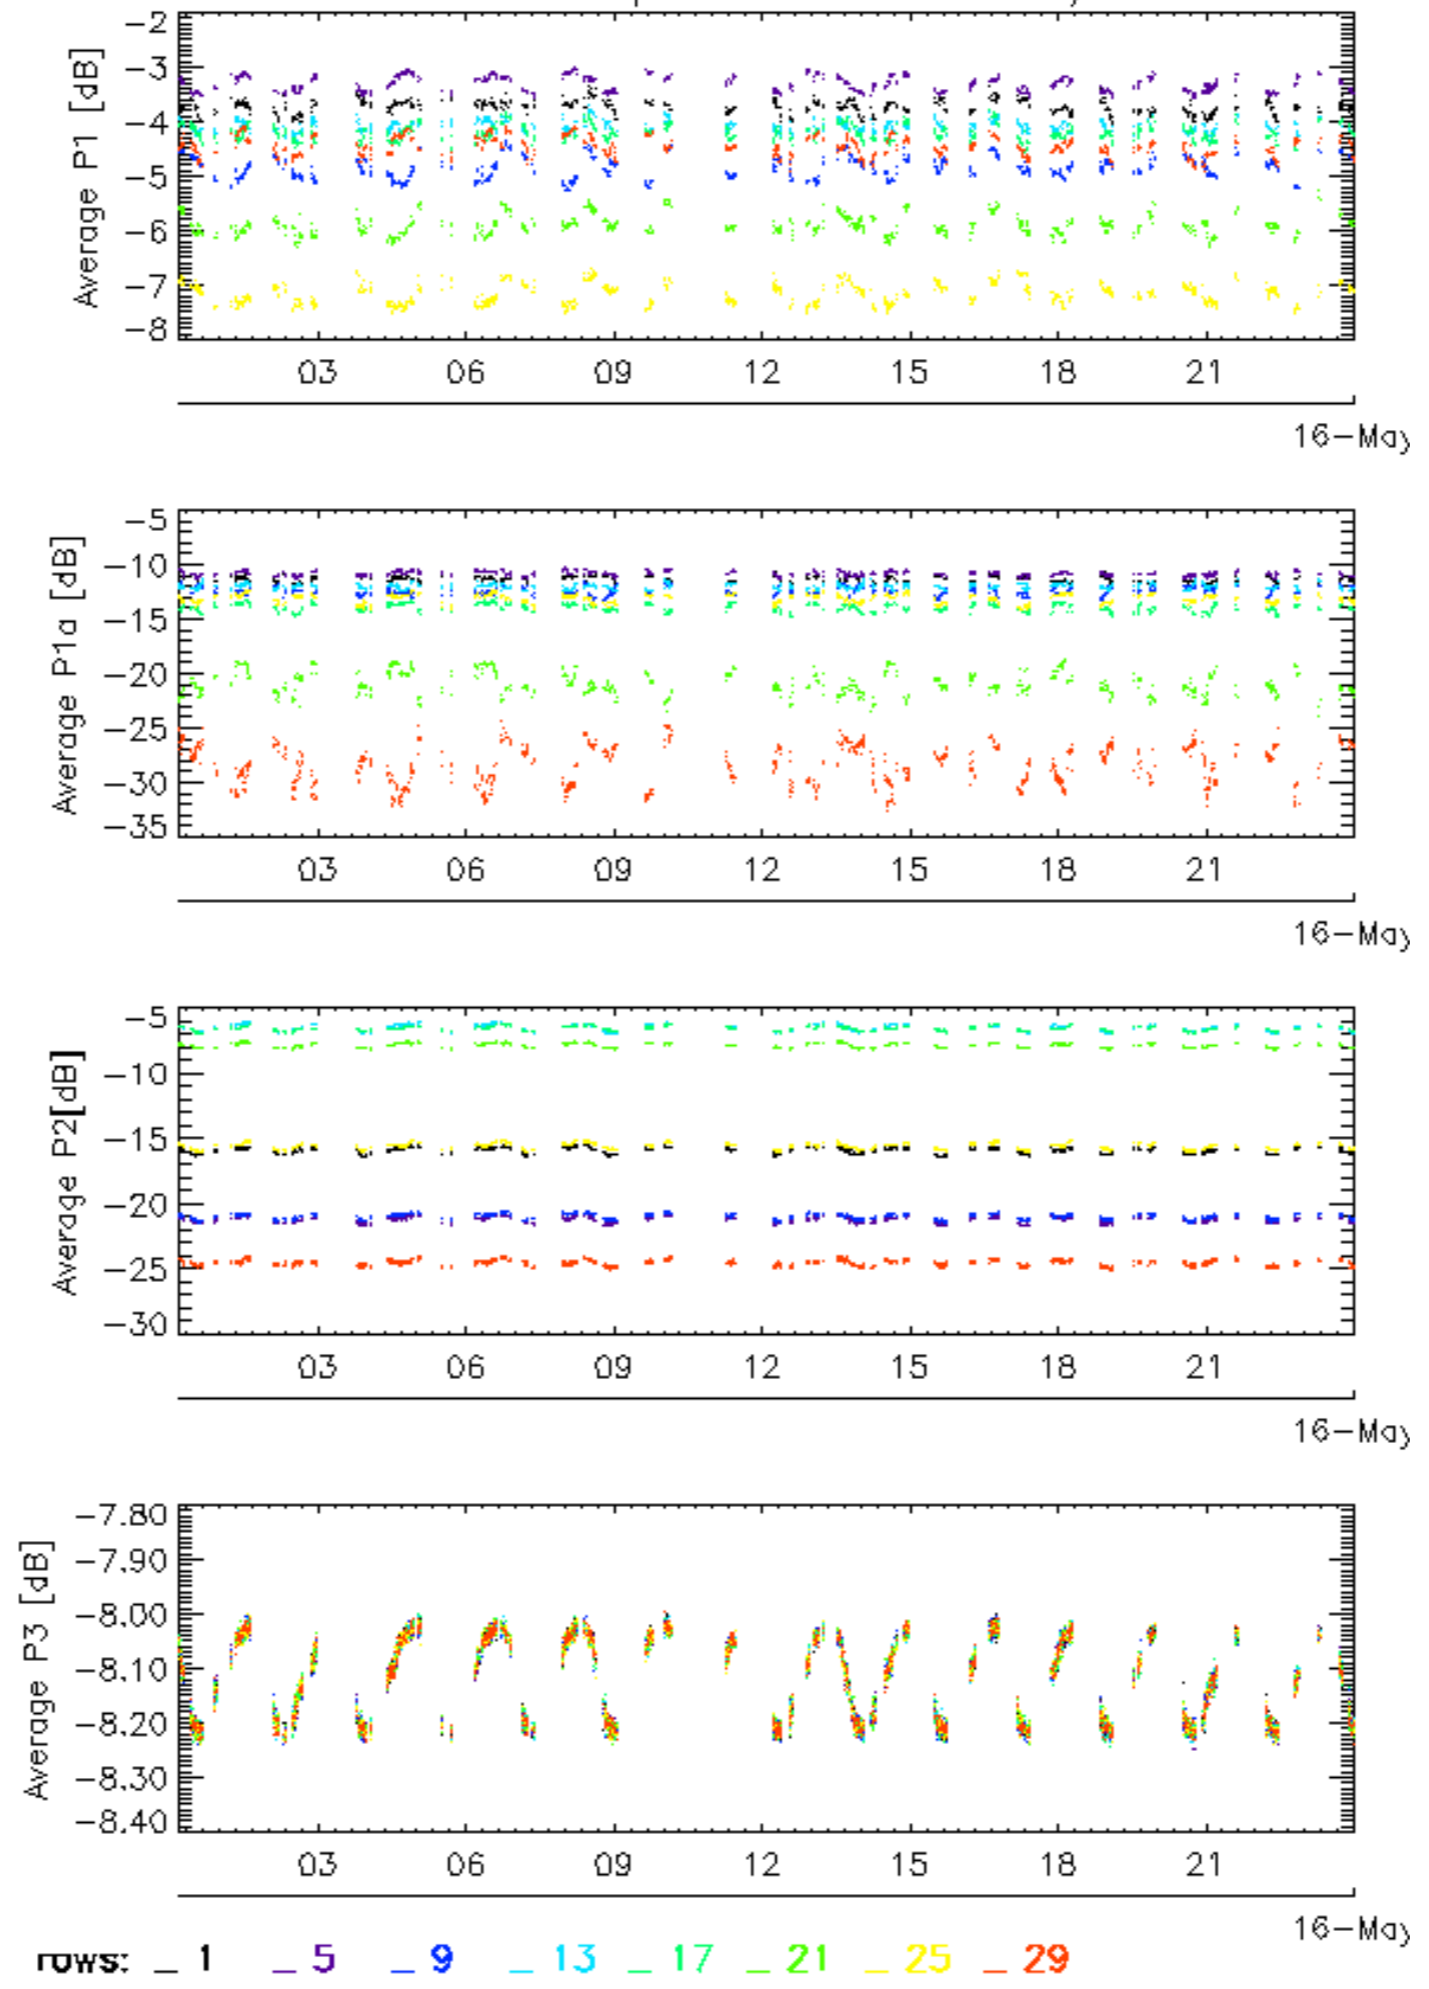 Average P1 [dB]
-2
-3
-4
-5
-6
-7
-8
03 06 09 12 15 18 21
16-May
Average P1a [dB]
-5
-10
-15
-20
-25
-30
-35
03 06 09 12 15 18 21
16-May
Average P2[dB]
-5
-10
-15
-20
-25
-30
03 06 09 12 15 18 21
16-May
Average P3 [dB]
-7.80
-7.90
-8.00
-8.10
-8.20
-8.30
-8.40
03 06 09 12 15 18 21
16-May
rows: _ 1 _ 5 _ 9 _ 13 _ 17 _ 21 _ 25 _ 29